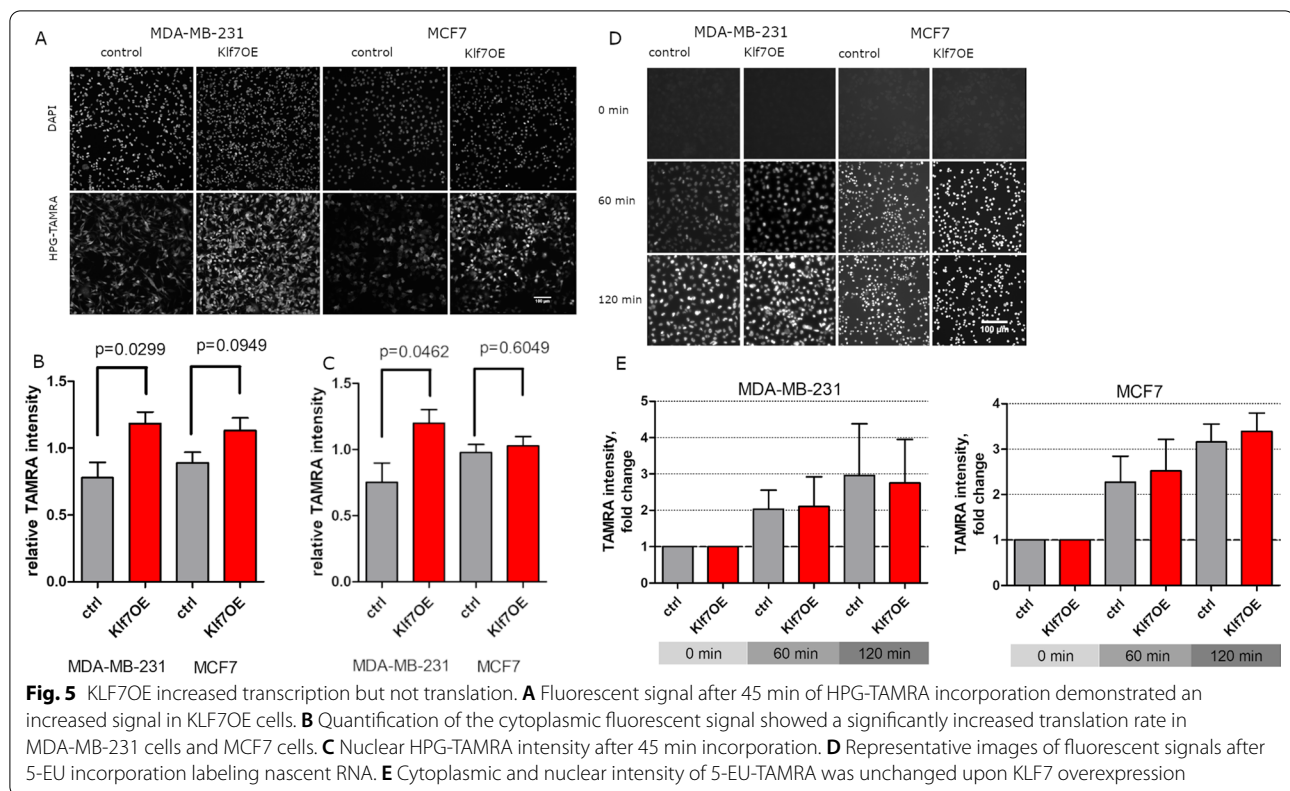 A
MDA-MB-231
MCF7
control
Klf7OE
control
Klf7OE
DAPI
HPG-TAMRA
100 µm
D
MDA-MB-231
MCF7
control
Klf7OE
control
Klf7OE
0 min
60 min
120 min
100 µm
B
p=0.0299
p=0.0949
relative TAMRA intensity
1.5
1.0
0.5
0.0
ctrl
Klf7OE
ctrl
Klf7OE
MDA-MB-231
MCF7
C
p=0.0462
p=0.6049
relative TAMRA intensity
1.5
1.0
0.5
0.0
ctrl
Klf7OE
ctrl
Klf7OE
MDA-MB-231
MCF7
E
MDA-MB-231
TAMRA intensity,
fold change
5
4
3
2
1
0
ctrl
Klf7OE
ctrl
Klf7OE
ctrl
Klf7OE
0 min
60 min
120 min
MCF7
TAMRA intensity,
fold change
4
3
2
1
0
ctrl
Klf7OE
ctrl
Klf7OE
ctrl
Klf7OE
0 min
60 min
120 min
Fig. 5 KLF7OE increased transcription but not translation. A Fluorescent signal after 45 min of HPG-TAMRA incorporation demonstrated an
increased signal in KLF7OE cells. B Quantification of the cytoplasmic fluorescent signal showed a significantly increased translation rate in
MDA-MB-231 cells and MCF7 cells. C Nuclear HPG-TAMRA intensity after 45 min incorporation. D Representative images of fluorescent signals after
5-EU incorporation labeling nascent RNA. E Cytoplasmic and nuclear intensity of 5-EU-TAMRA was unchanged upon KLF7 overexpression